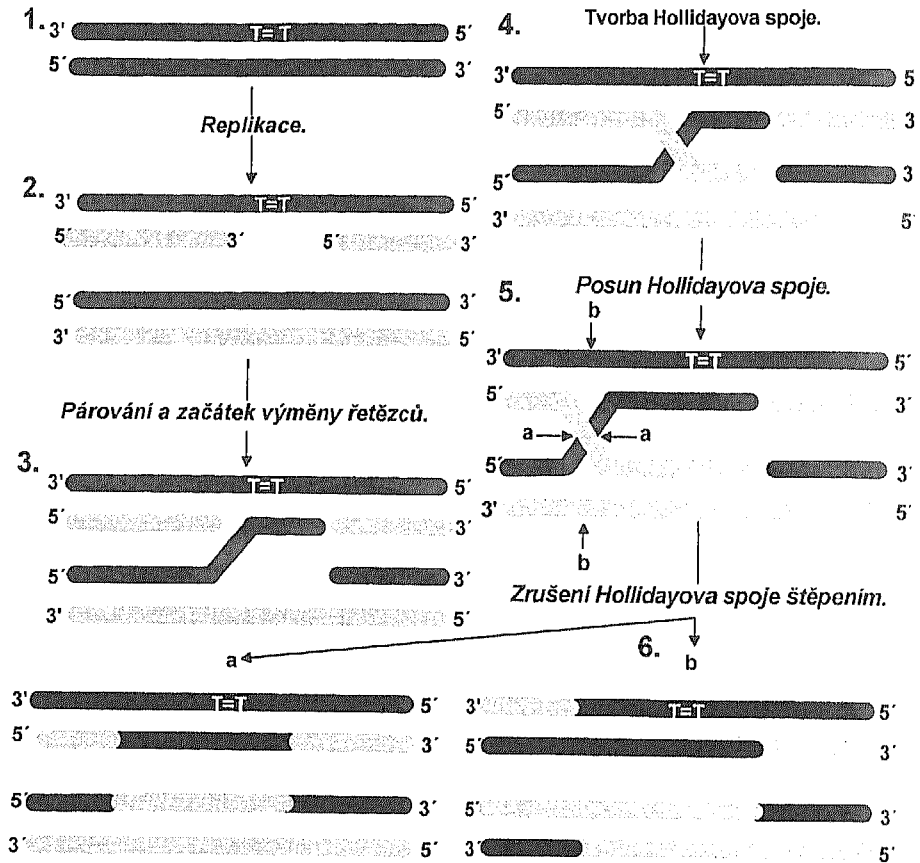 1.
3' T=T 5´
5´ 3´
Replikace.
2.
3' T=T 5´
5´ 3´ 5´ 3´
5´ 3´
3' 5´
Párování a začátek výměny řetězců.
3.
3' T=T 5´
5´ 3´
5´ 3´
3' 5´
4.
Tvorba Hollidayova spoje.
3' T=T 5
5´ 3
5´ 3
3' 5´
Posun Hollidayova spoje.
5.
b
3' T=T 5´
5´ 3´
a a
5´ 3'
3' 5´
b
Zrušení Hollidayova spoje štěpením.
6.
a
3' T=T 5´
5´ 3´
5´ 3´
3´ 5´
b
3' T=T 5´
5´ 3´
5´ 3´
3' 5´